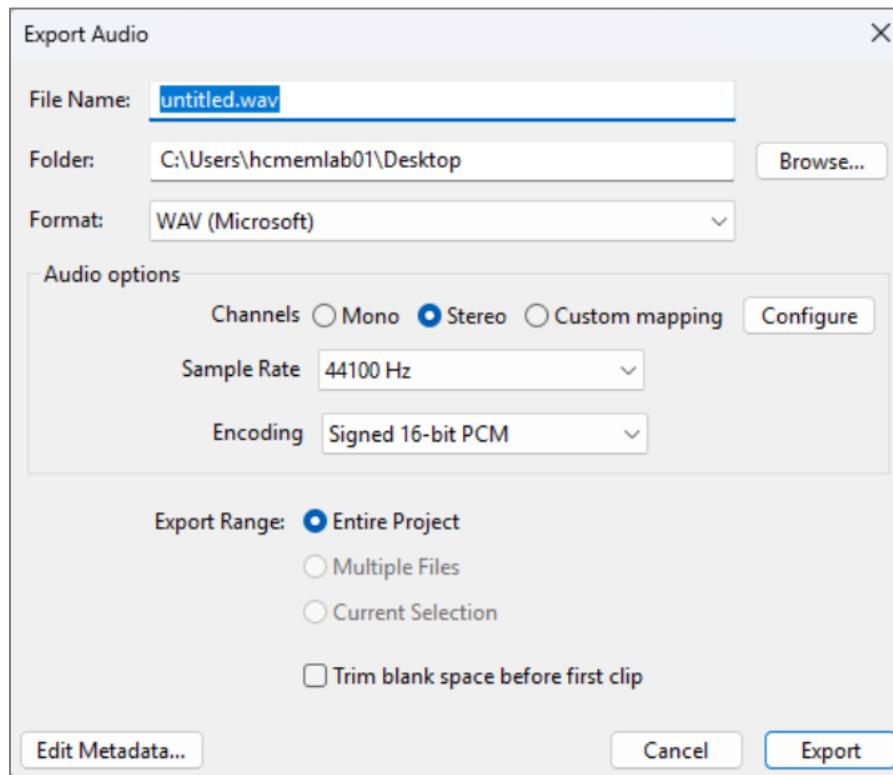 Export Audio
File Name: untitled.wav
Folder: C:\Users\hcmemlab01\Desktop Browse...
Format: WAV (Microsoft)
Audio options
Channels Mono Stereo Custom mapping Configure
Sample Rate 44100 Hz
Encoding Signed 16-bit PCM
Export Range: Entire Project
Multiple Files
Current Selection
Trim blank space before first clip
Edit Metadata... Cancel Export